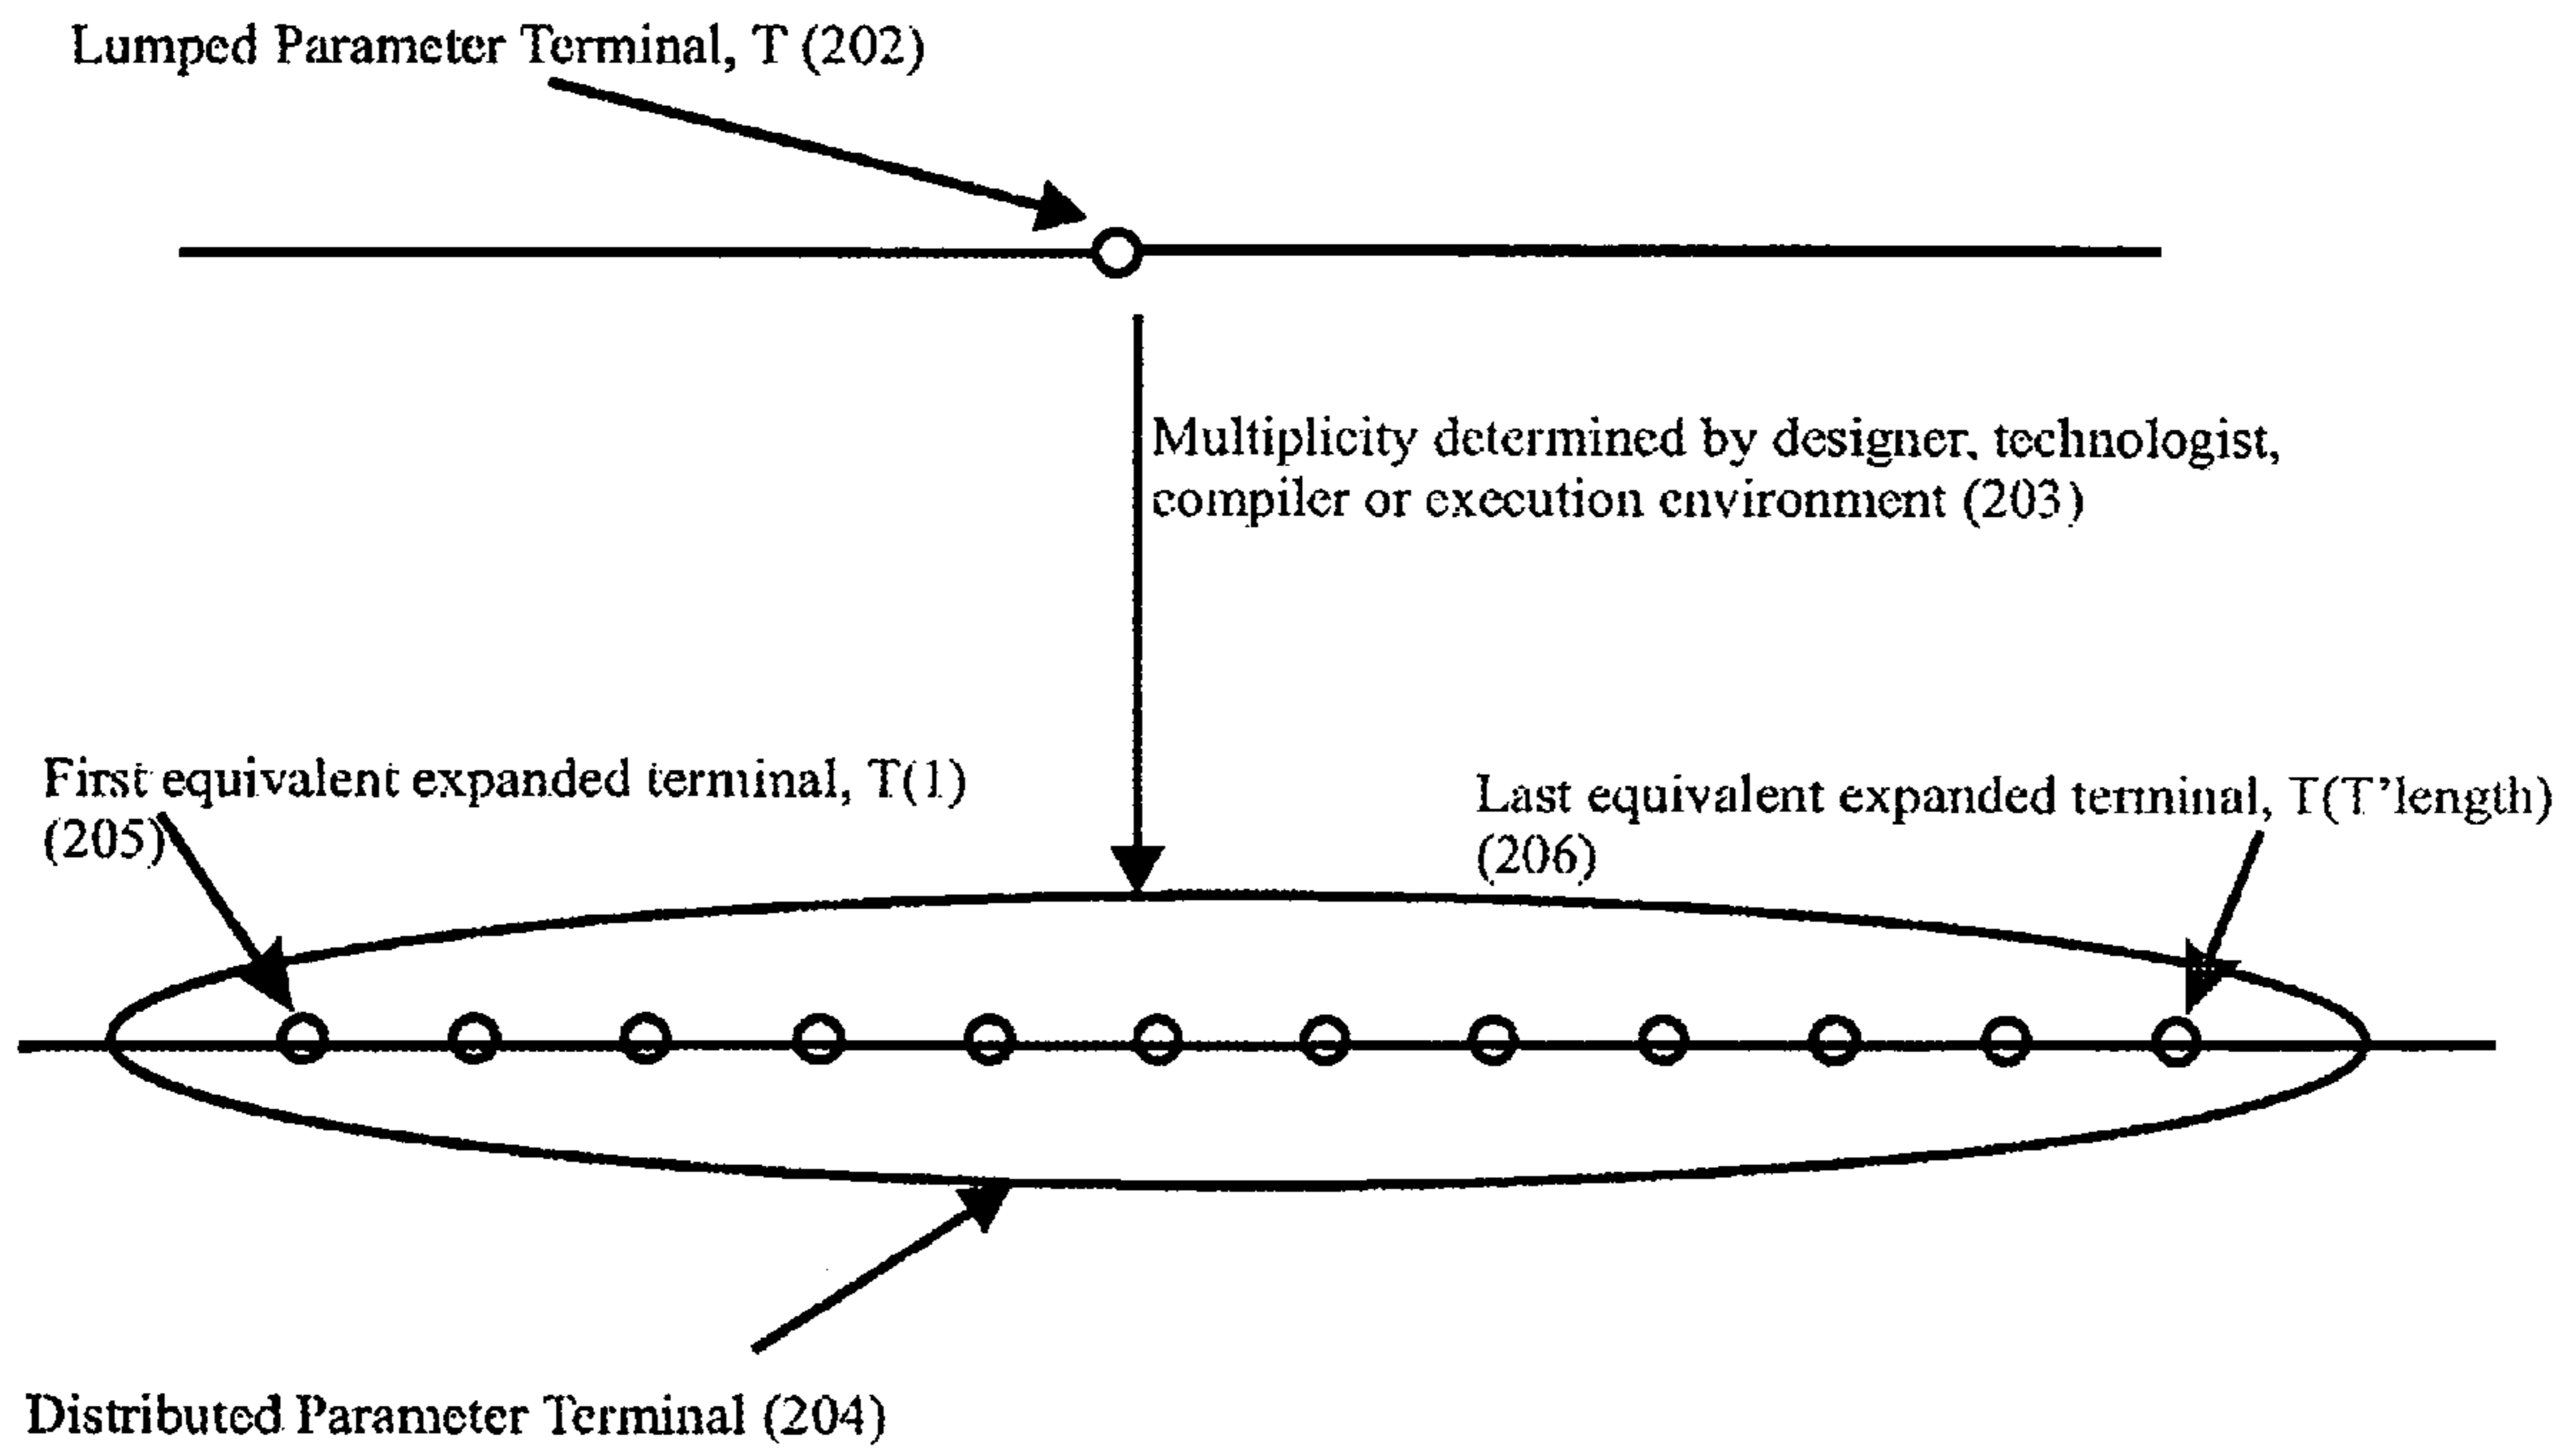 Lumped Parameter Terminal, T (202)
Multiplicity determined by designer, technologist,
compiler or execution environment (203)
First equivalent expanded terminal, T(1)
(205)
Last equivalent expanded terminal, T(T’length)
(206)
Distributed Parameter Terminal (204)